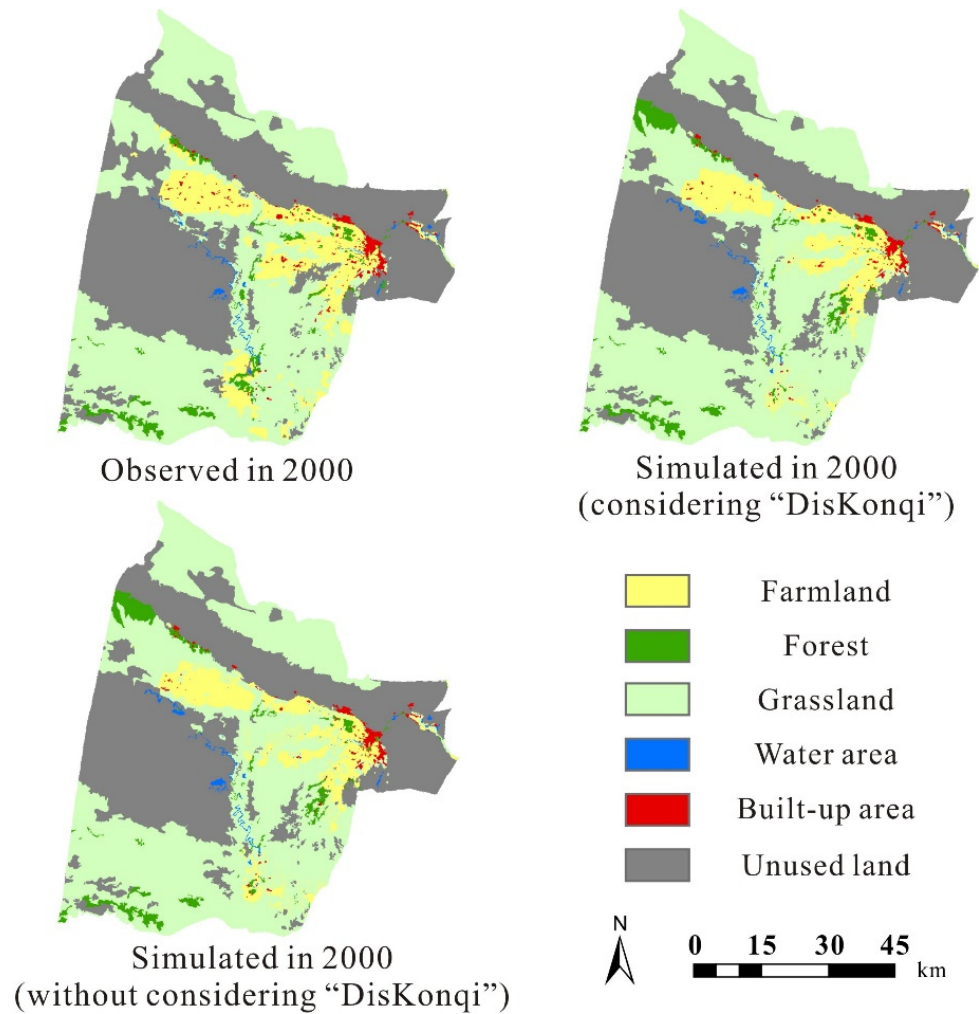 Observed in 2000
Simulated in 2000
(considering “DisKonqi”)
Simulated in 2000
(without considering “DisKonqi”)
Farmland
Forest
Grassland
Water area
Built-up area
Unused land
N
0 15 30 45
km